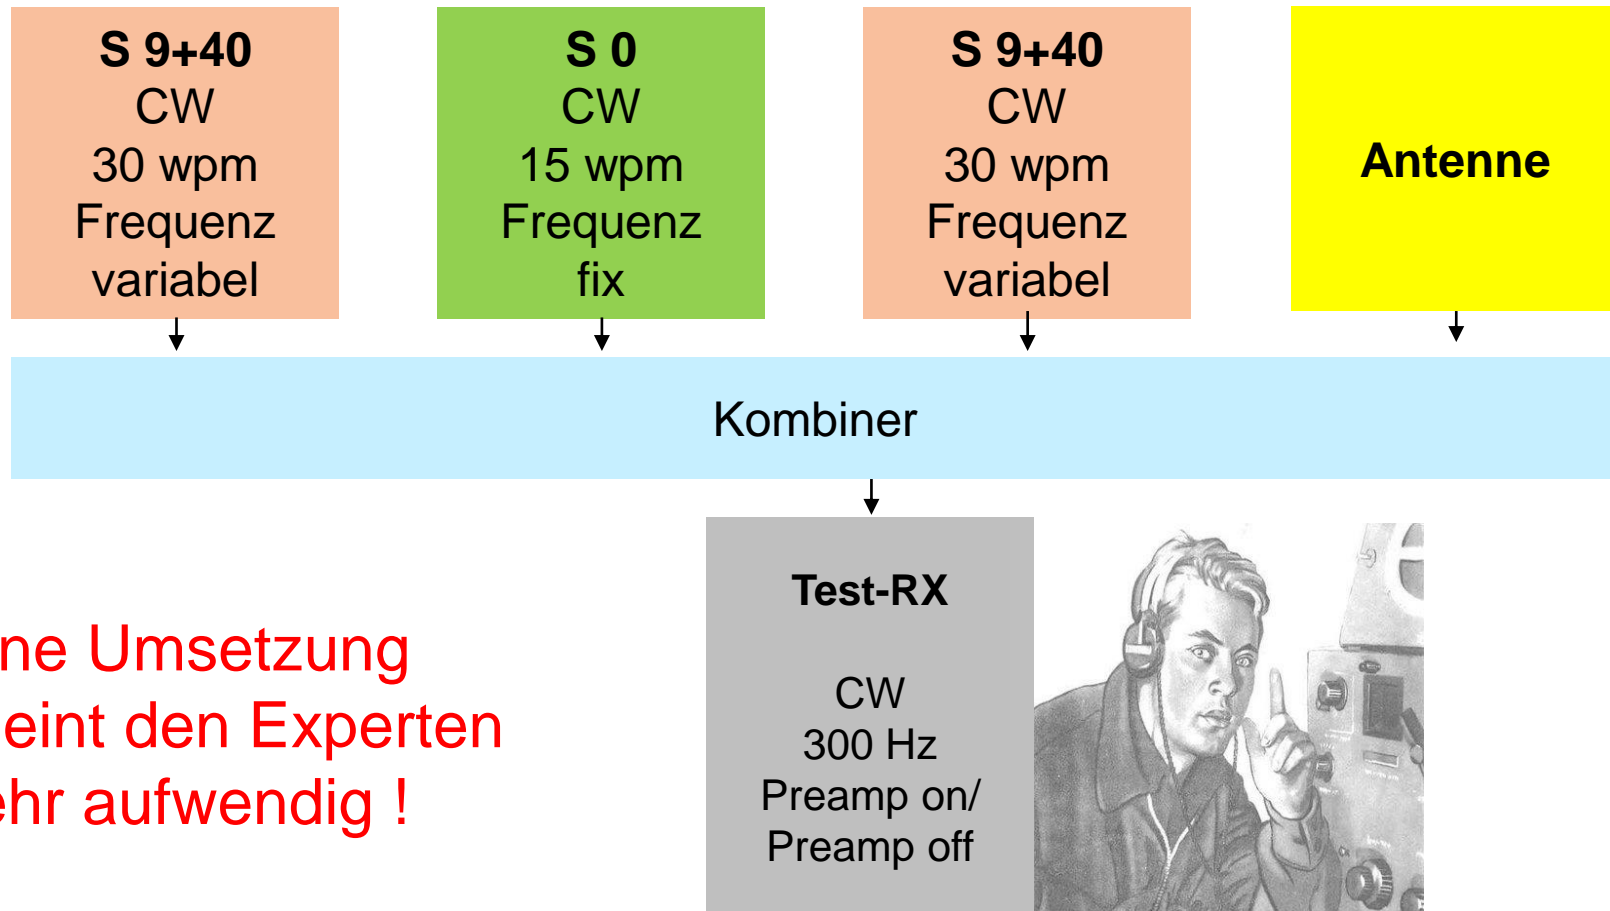 S 9+40
CW
30 wpm
Frequenz
variabel
S 0
CW
15 wpm
Frequenz
fix
S 9+40
CW
30 wpm
Frequenz
variabel
Antenne
Kombiner
Test-RX
CW
300 Hz
Preamp on/
Preamp off
ne Umsetzung
eint den Experten
ehr aufwendig !